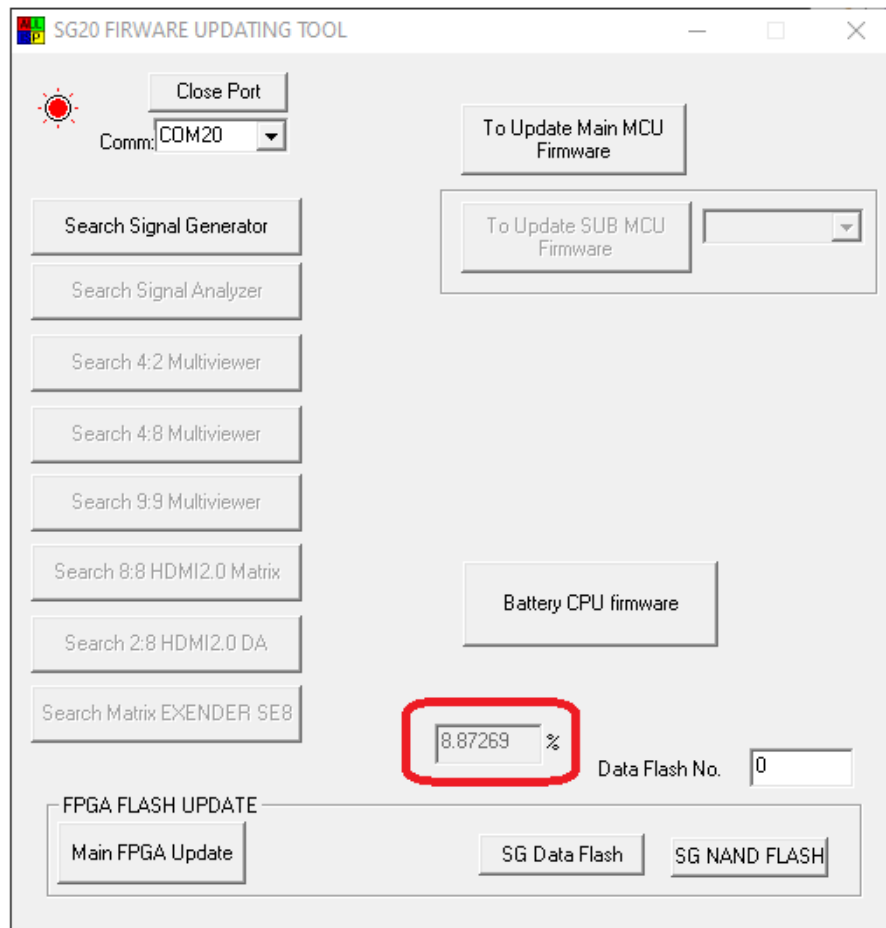 SG20 FIRWARE UPDATING TOOL
Close Port
Comm: COM20
To Update Main MCU
Firmware
Search Signal Generator
To Update SUB MCU
Firmware
Search Signal Analyzer
Search 4:2 Multiviewer
Search 4:8 Multiviewer
Search 9:9 Multiviewer
Search 8:8 HDMI2.0 Matrix
Battery CPU firmware
Search 2:8 HDMI2.0 DA
Search Matrix EXENDER SE8
8.87269 %
Data Flash No. 0
FPGA FLASH UPDATE
Main FPGA Update
SG Data Flash
SG NAND FLASH